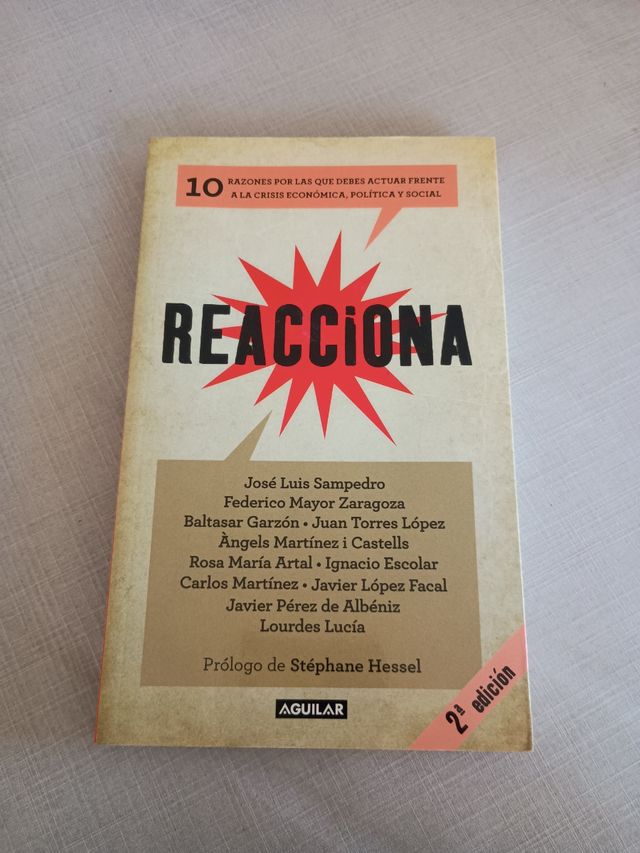 10 RAZONES POR LAS QUE DEBES ACTUAR FRENTE
A LA CRISIS ECONÓMICA, POLÍTICA Y SOCIAL
REACCiONA
José Luis Sampedro
Federico Mayor Zaragoza
Baltasar Garzón • Juan Torres López
Àngels Martínez i Castells
Rosa María Artal • Ignacio Escolar
Carlos Martínez • Javier López Facal
Javier Pérez de Albéniz
Lourdes Lucía
Prólogo de Stéphane Hessel
AGUILAR
2ª edición